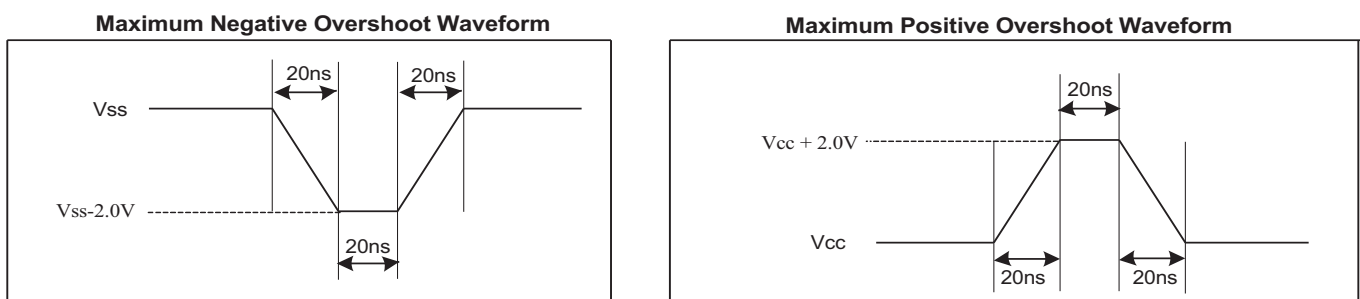 Maximum Negative Overshoot Waveform
20ns
20ns
Vss
Vss-2.0V
20ns
Maximum Positive Overshoot Waveform
20ns
Vcc + 2.0V
Vcc
20ns
20ns